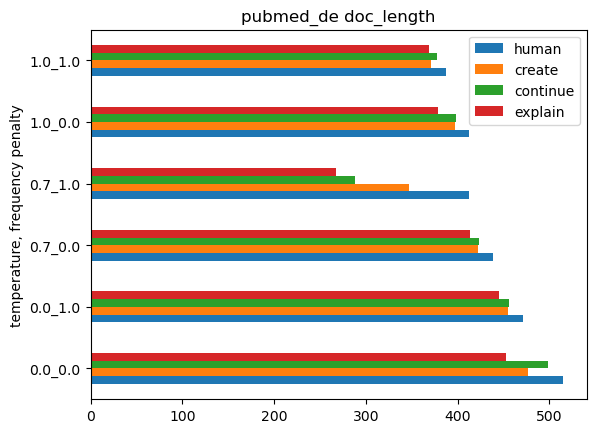 pubmed_de doc_length
human
create
continue
explain
temperature, frequency penalty
1.0_1.0
1.0_0.0
0.7_1.0
0.7_0.0
0.0_1.0
0.0_0.0
0 100 200 300 400 500